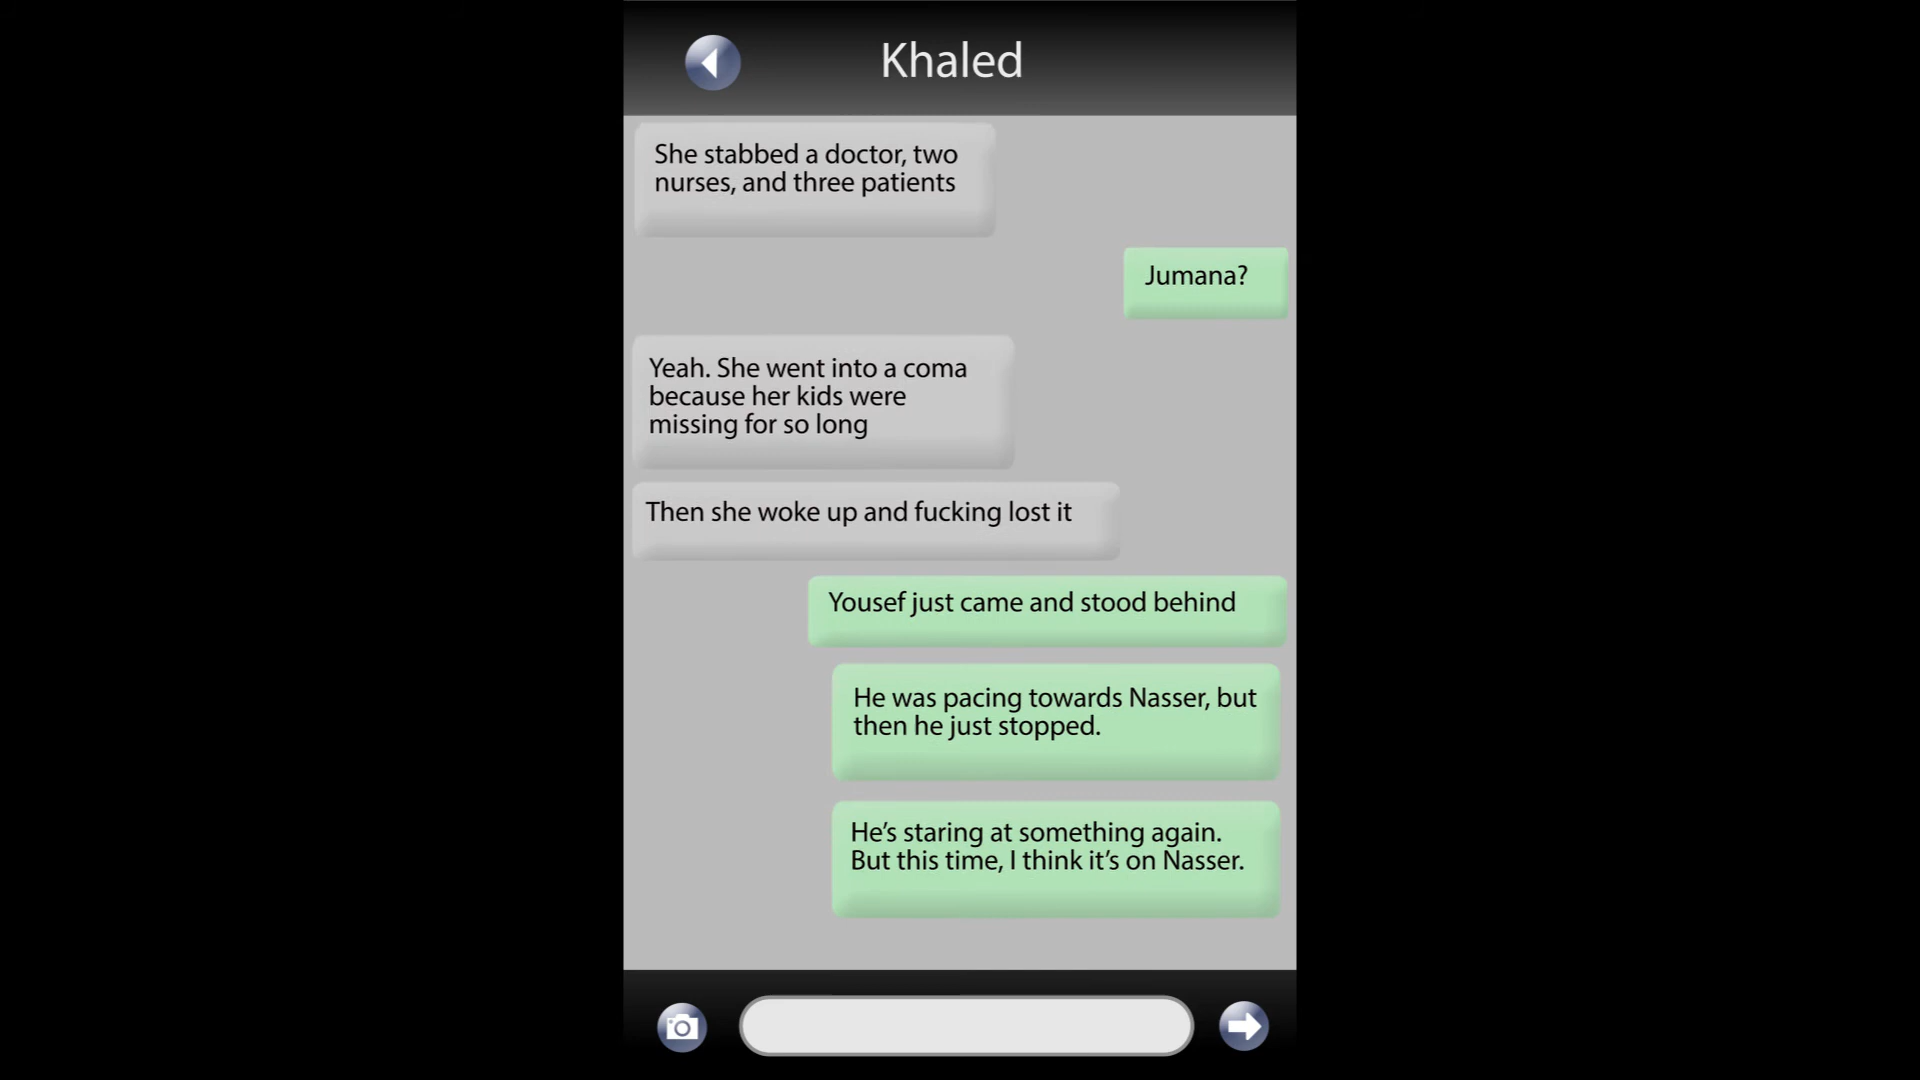 Khaled
She stabbed a doctor, two
nurses, and three patients
Jumana?
Yeah. She went into a coma
because her kids were
missing for so long
Then she woke up and fucking lost it
Yousef just came and stood behind
He was pacing towards Nasser, but
then he just stopped.
He’s staring at something again.
But this time, I think it’s on Nasser.